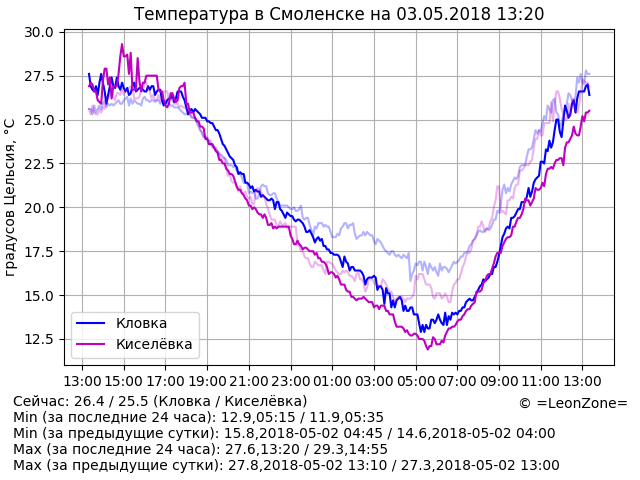 Температура в Смоленске на 03.05.2018 13:20
30.0
27.5
25.0
22.5
20.0
17.5
15.0
12.5
градусов Цельсия, °C
Кловка
Киселёвка
13:00 15:00 17:00 19:00 21:00 23:00 01:00 03:00 05:00 07:00 09:00 11:00 13:00
Сейчас: 26.4 / 25.5 (Кловка / Киселёвка)
© =LeonZone=
Min (за последние 24 часа): 12.9,05:15 / 11.9,05:35
Min (за предыдущие сутки): 15.8,2018-05-02 04:45 / 14.6,2018-05-02 04:00
Max (за последние 24 часа): 27.6,13:20 / 29.3,14:55
Max (за предыдущие сутки): 27.8,2018-05-02 13:10 / 27.3,2018-05-02 13:00